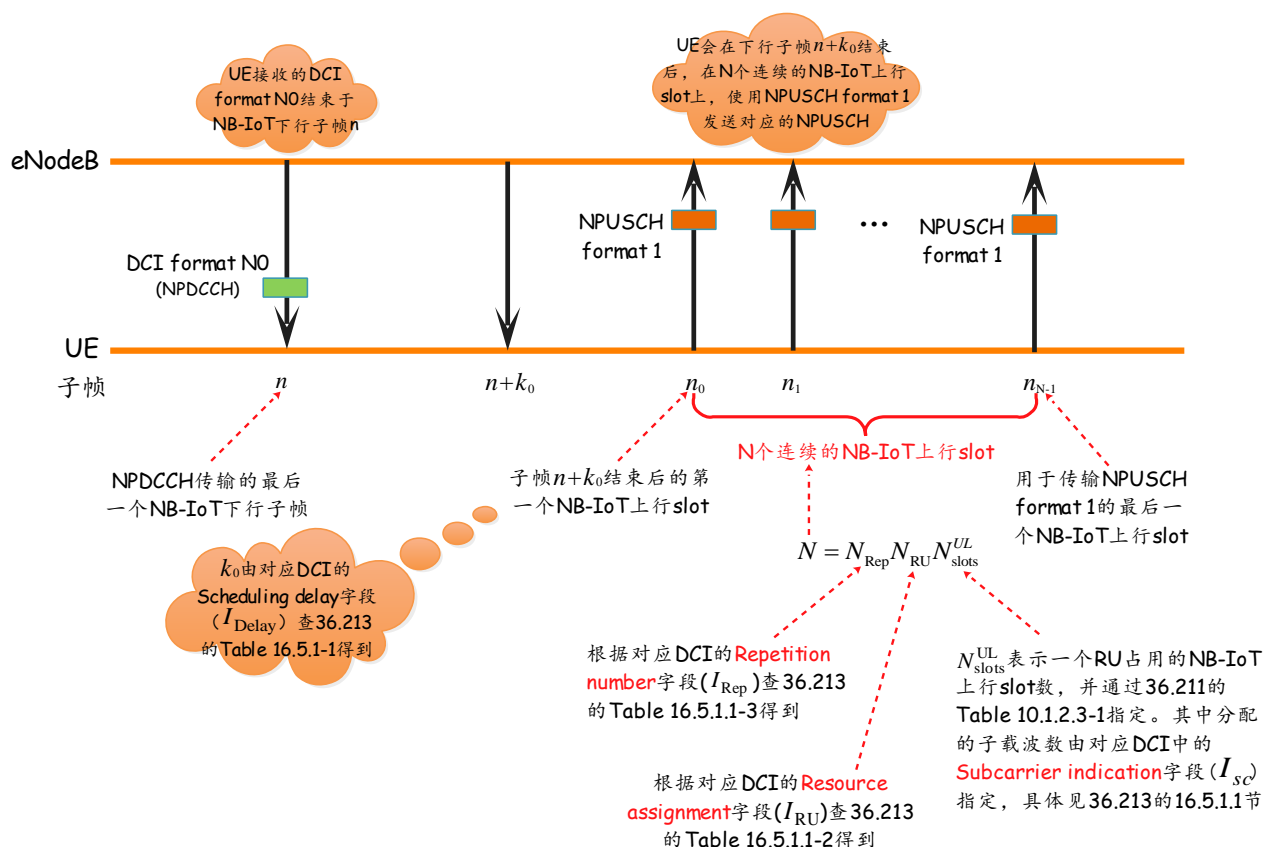 UE接收的DCI
format N0结束于
NB-IoT下行子帧n
UE会在下行子帧n+k₀结束
后，在N个连续的NB-IoT上行
slot上，使用NPUSCH format 1
发送对应的NPUSCH
eNodeB
NPUSCH
format 1
...
NPUSCH
format 1
DCI format N0
(NPDCCH)
UE
子帧
n
n+k₀
n₀
n₁
n_{N-1}
N个连续的NB-IoT上行slot
NPDCCH传输的最后
一个NB-IoT下行子帧
子帧n+k₀结束后的第
一个NB-IoT上行slot
用于传输NPUSCH
format 1的最后一
个NB-IoT上行slot
k₀由对应DCI的
Scheduling delay字段
（I_{Delay}）查36.213
的Table 16.5.1-1得到
N = N_{Rep} N_{RU} N_{slots}^{UL}
根据对应DCI的Repetition
number字段(I_{Rep})查36.213
的Table 16.5.1.1-3得到
N_{slots}^{UL}表示一个RU占用的NB-IoT
上行slot数，并通过36.211的
Table 10.1.2.3-1指定。其中分配
的子载波数由对应DCI中的
Subcarrier indication字段(I_{sc})
指定，具体见36.213的16.5.1.1节
根据对应DCI的Resource
assignment字段(I_{RU})查36.213
的Table 16.5.1.1-2得到